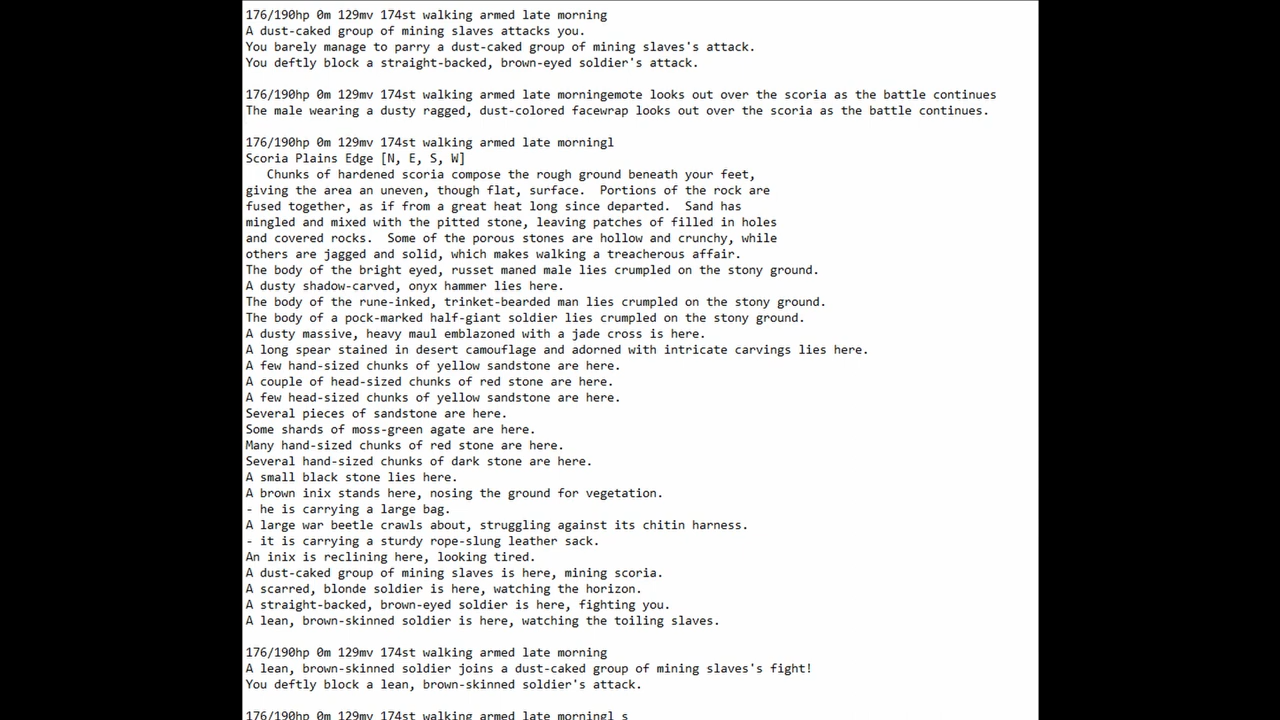 176/190hp 0m 129mv 174st walking armed late morning
A dust-caked group of mining slaves attacks you.
You barely manage to parry a dust-caked group of mining slaves's attack.
You deftly block a straight-backed, brown-eyed soldier's attack.
176/190hp 0m 129mv 174st walking armed late morningemote looks out over the scoria as the battle continues
The male wearing a dusty ragged, dust-colored facewrap looks out over the scoria as the battle continues.
176/190hp 0m 129mv 174st walking armed late morningl
Scoria Plains Edge [N, E, S, W]
Chunks of hardened scoria compose the rough ground beneath your feet,
giving the area an uneven, though flat, surface.  Portions of the rock are
fused together, as if from a great heat long since departed.  Sand has
mingled and mixed with the pitted stone, leaving patches of filled in holes
and covered rocks.  Some of the porous stones are hollow and crunchy, while
others are jagged and solid, which makes walking a treacherous affair.
The body of the bright eyed, russet maned male lies crumpled on the stony ground.
A dusty shadow-carved, onyx hammer lies here.
The body of the rune-inked, trinket-bearded man lies crumpled on the stony ground.
The body of a pock-marked half-giant soldier lies crumpled on the stony ground.
A dusty massive, heavy maul emblazoned with a jade cross is here.
A long spear stained in desert camouflage and adorned with intricate carvings lies here.
A few hand-sized chunks of yellow sandstone are here.
A couple of head-sized chunks of red stone are here.
A few head-sized chunks of yellow sandstone are here.
Several pieces of sandstone are here.
Some shards of moss-green agate are here.
Many hand-sized chunks of red stone are here.
Several hand-sized chunks of dark stone are here.
A small black stone lies here.
A brown inix stands here, nosing the ground for vegetation.
- he is carrying a large bag.
A large war beetle crawls about, struggling against its chitin harness.
- it is carrying a sturdy rope-slung leather sack.
An inix is reclining here, looking tired.
A dust-caked group of mining slaves is here, mining scoria.
A scarred, blonde soldier is here, watching the horizon.
A straight-backed, brown-eyed soldier is here, fighting you.
A lean, brown-skinned soldier is here, watching the toiling slaves.
176/190hp 0m 129mv 174st walking armed late morning
A lean, brown-skinned soldier joins a dust-caked group of mining slaves's fight!
You deftly block a lean, brown-skinned soldier's attack.
176/190hp 0m 129mv 174st walking armed late morningl s